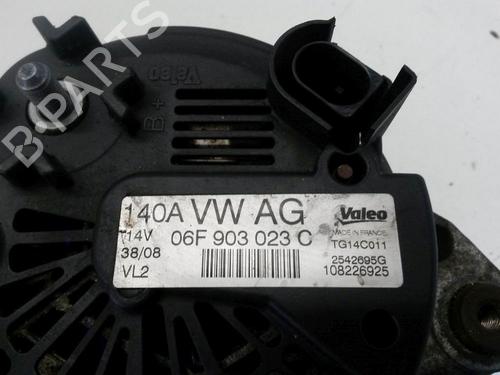 B-PARTS
Valeo
B+
140A VW AG
Valeo
14V
06F 903 023 C
MADE IN FRANCE
TG14C011
38/08
2542695G
VL2
108226925